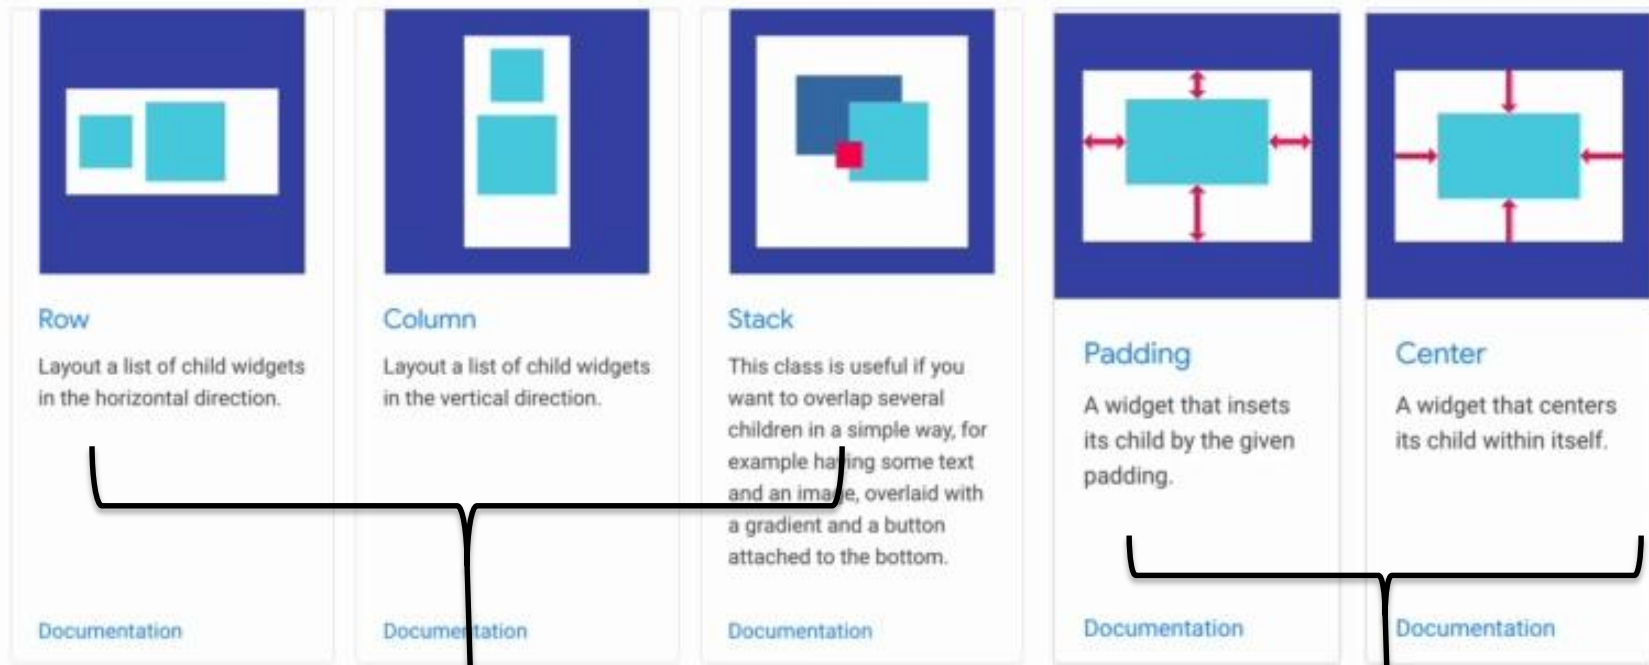 Row
Layout a list of child widgets
in the horizontal direction.
Documentation
Column
Layout a list of child widgets
in the vertical direction.
Documentation
Stack
This class is useful if you
want to overlap several
children in a simple way, for
example having some text
and an image, overlaid with
a gradient and a button
attached to the bottom.
Documentation
Padding
A widget that insets
its child by the given
padding.
Documentation
Center
A widget that centers
its child within itself.
Documentation